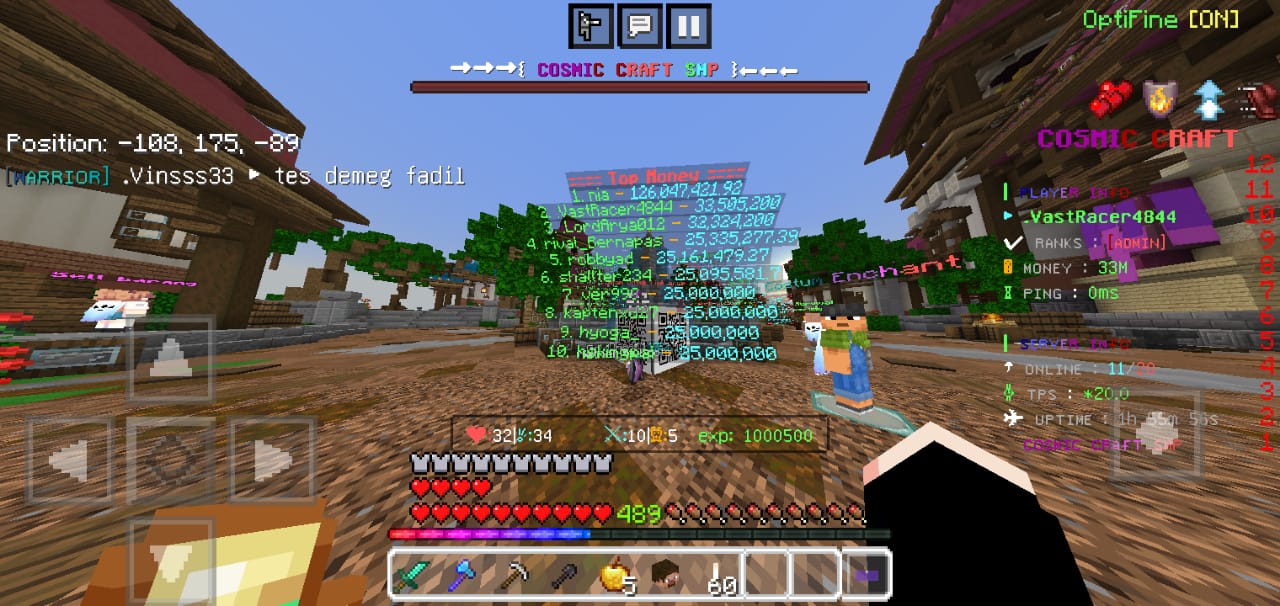 OptiFine [ON]
→→→{ COSMIC CRAFT SMP }←←←
Position: -108, 175, -89
[WARRIOR] .Vinsss33 ▸ tes demeg fadil
==== Top Money ====
1. nia - 126,047,421.92
2. VastRacer4844 - 33,505,200
3. LordArya012 - 32,324,200
4. rival_Bernapas - 25,335,277.39
5. robbyad - 25,161,479.27
6. shallter234 - 25,095,581.7
7. ver999 - 25,000,000
8. - 25,000,000
9. hyoga - 25,000,000
10. - 25,000,000
Enchant
COSMIC CRAFT
PLAYER INFO
.VastRacer4844
RANKS : [ADMIN]
MONEY : 33M
PING : 0ms
SERVER INFO
ONLINE : 11/20
TPS : *20.0
UPTIME : 1h 55m 56s
COSMIC CRAFT SMP
12
11
10
9
8
7
6
5
4
3
2
1
32|:34 :10|:5 exp: 1000500
489
5
60